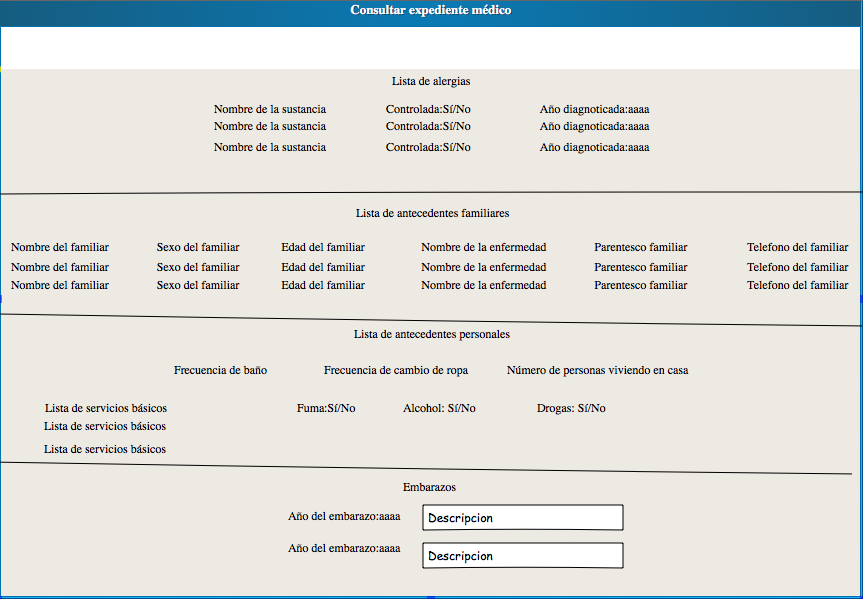 Consultar expediente médico
Lista de alergias
Nombre de la sustancia Controlada:Sí/No Año diagnoticada:aaaa
Nombre de la sustancia Controlada:Sí/No Año diagnoticada:aaaa
Nombre de la sustancia Controlada:Sí/No Año diagnoticada:aaaa
Lista de antecedentes familiares
Nombre del familiar Sexo del familiar Edad del familiar Nombre de la enfermedad Parentesco familiar Telefono del familiar
Nombre del familiar Sexo del familiar Edad del familiar Nombre de la enfermedad Parentesco familiar Telefono del familiar
Nombre del familiar Sexo del familiar Edad del familiar Nombre de la enfermedad Parentesco familiar Telefono del familiar
Lista de antecedentes personales
Frecuencia de baño Frecuencia de cambio de ropa Número de personas viviendo en casa
Lista de servicios básicos Fuma:Sí/No Alcohol: Sí/No Drogas: Sí/No
Lista de servicios básicos
Lista de servicios básicos
Embarazos
Año del embarazo:aaaa Descripcion
Año del embarazo:aaaa Descripcion